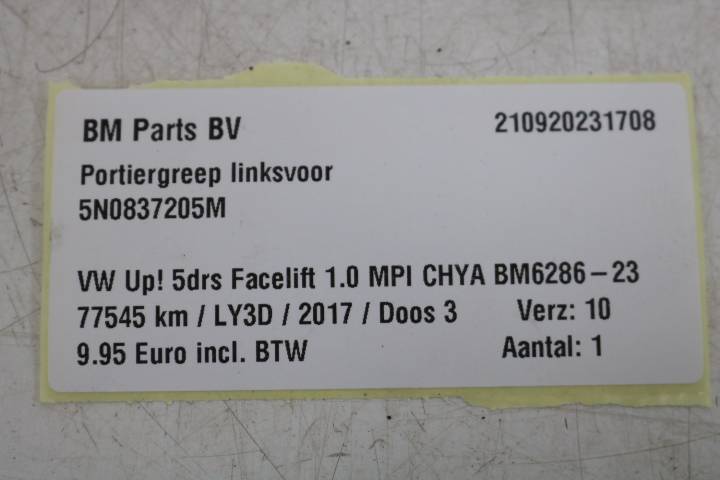 BM Parts BV 210920231708
Portiergreep linksvoor
5N0837205M
VW Up! 5drs Facelift 1.0 MPI CHYA BM6286-23
77545 km / LY3D / 2017 / Doos 3 Verz: 10
9.95 Euro incl. BTW Aantal: 1